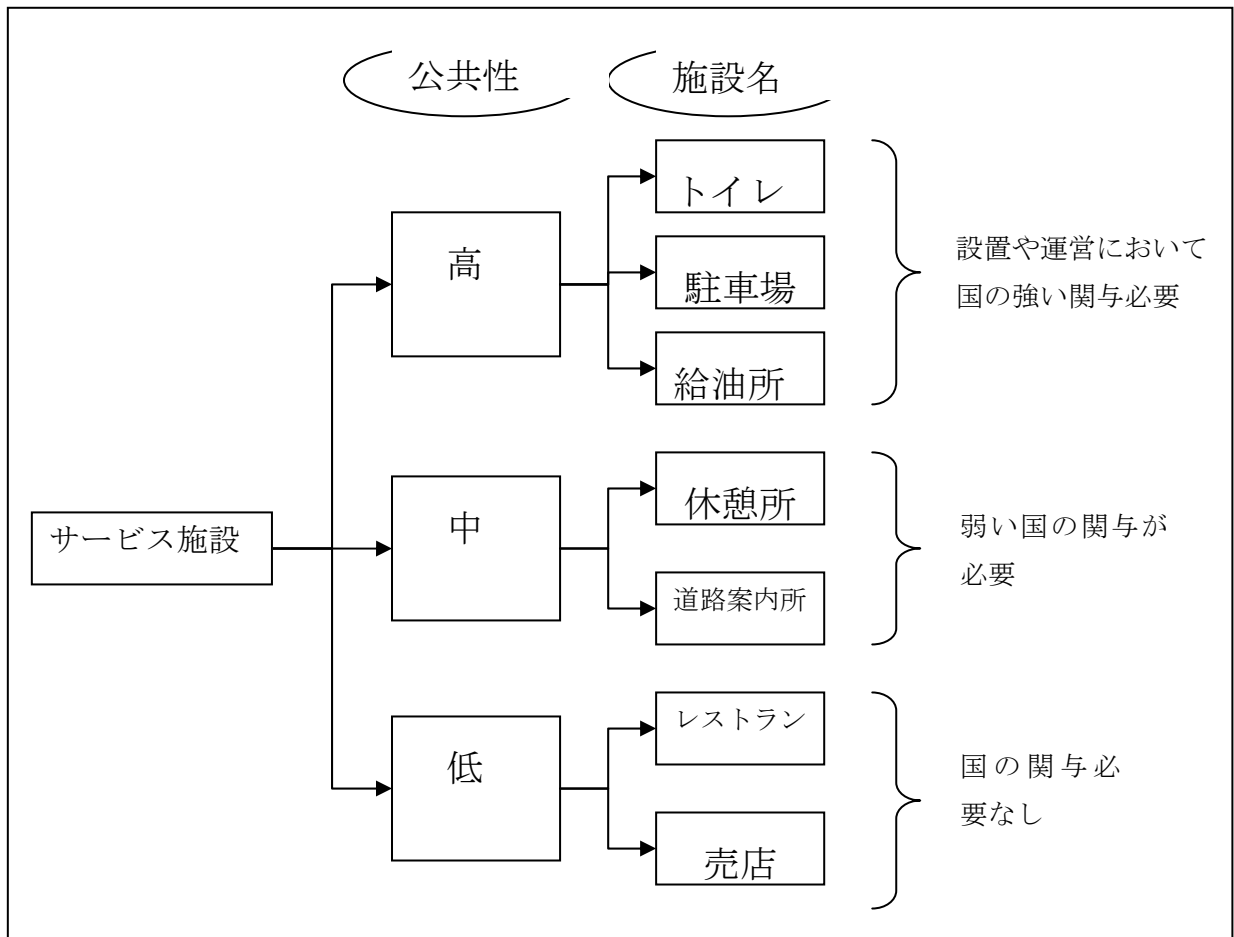 公共性
施設名
トイレ
高
設置や運営において
駐車場
国の強い関与必要
給油所
休憩所
サービス施設
中
弱い国の関与が
必要
道路案内所
レストラン
低
国の関与必
要なし
売店